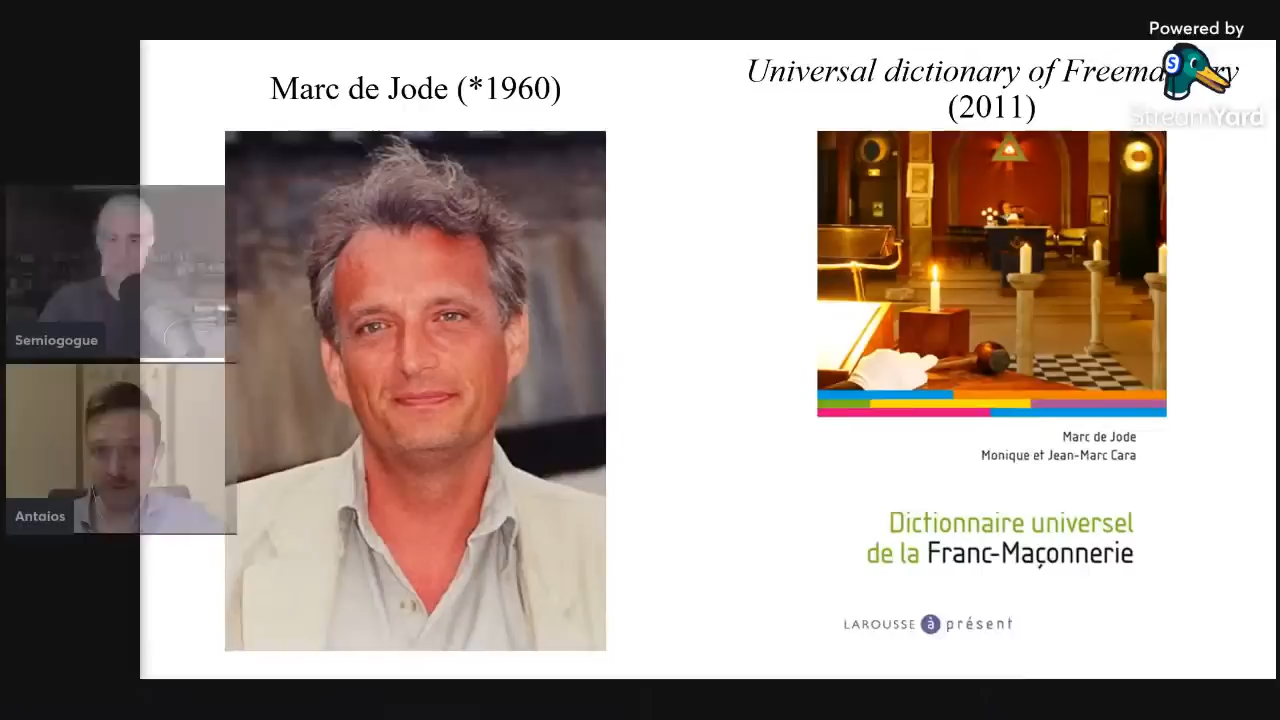 Powered by
StreamYard
Marc de Jode (*1960)
Universal dictionary of Freema ry
(2011)
Semiogogue
Antaios
Marc de Jode
Monique et Jean-Marc Cara
Dictionnaire universel
de la Franc-Maçonnerie
LAROUSSE à présent